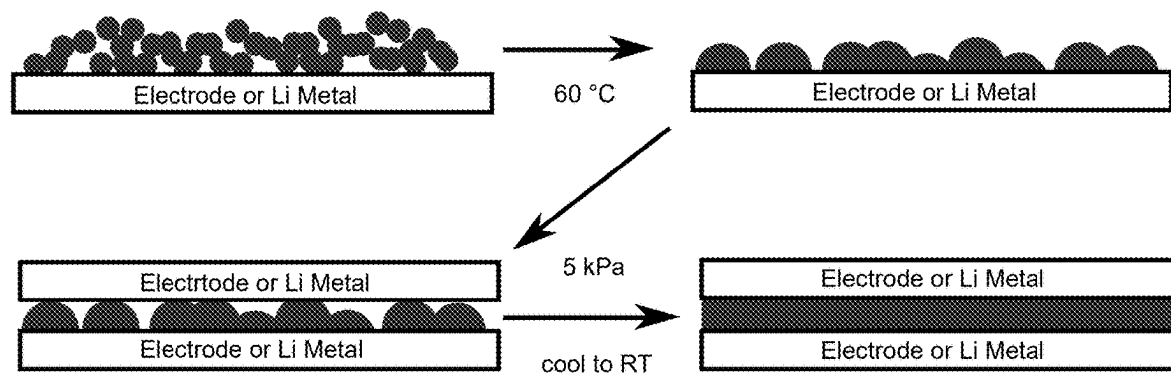 Electrode or Li Metal
60 °C
Electrode or Li Metal
Electrtode or Li Metal
Electrode or Li Metal
5 kPa
cool to RT
Electrode or Li Metal
Electrode or Li Metal